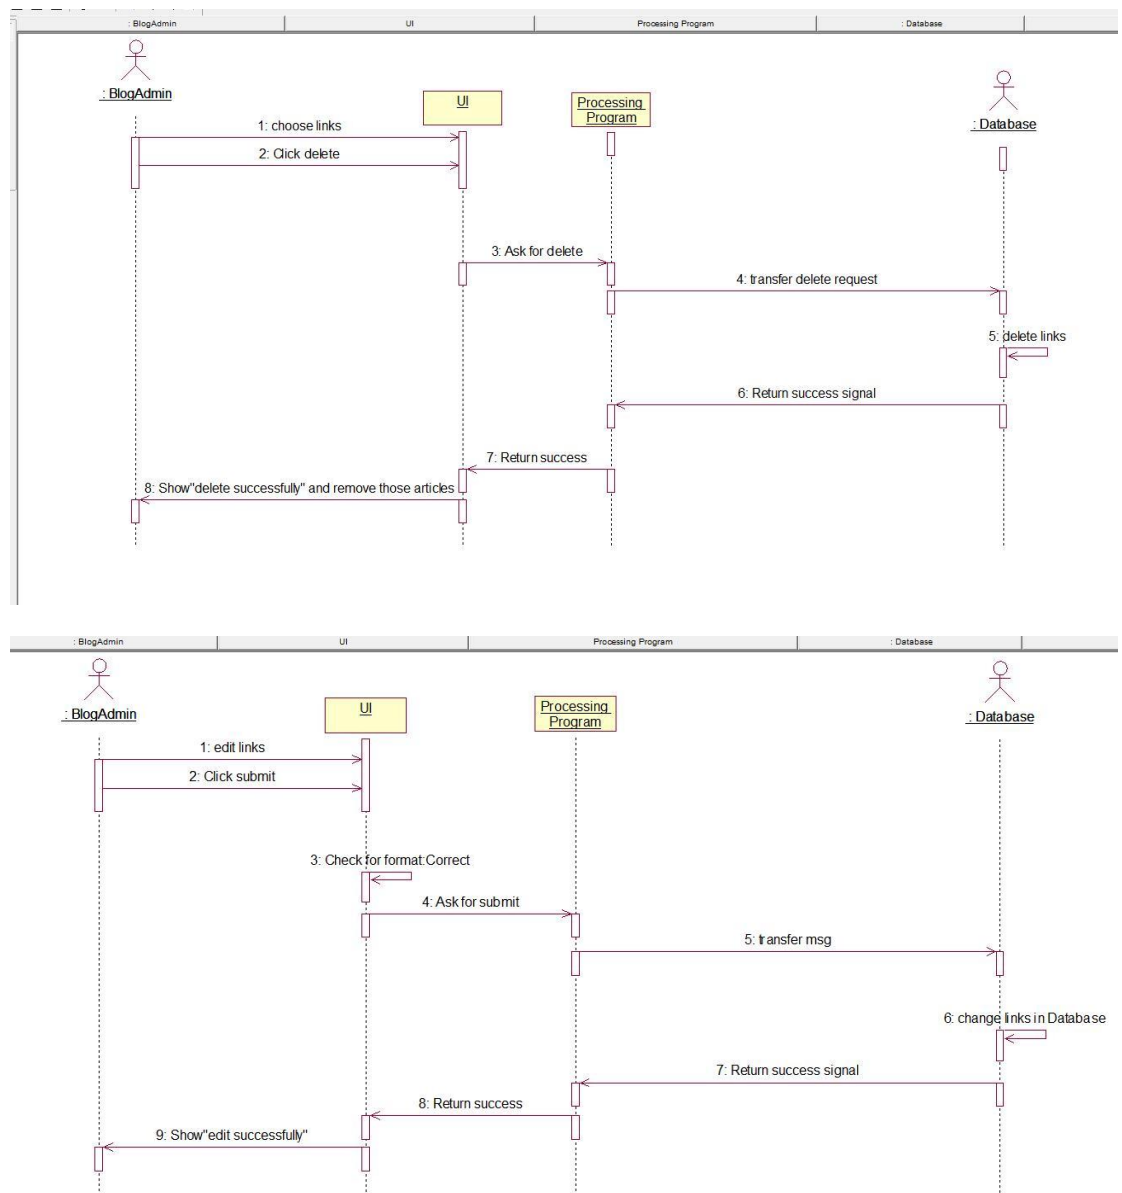 : BlogAdmin
UI
Processing Program
: Database
: BlogAdmin
UI
Processing
Program
: Database
1: choose links
2: Click delete
3: Ask for delete
4: transfer delete request
5: delete links
6: Return success signal
7: Return success
8: Show"delete successfully" and remove those articles
: BlogAdmin
UI
Processing Program
: Database
: BlogAdmin
UI
Processing
Program
: Database
1: edit links
2: Click submit
3: Check for format:Correct
4: Ask for submit
5: transfer msg
6: change links in Database
7: Return success signal
8: Return success
9: Show"edit successfully"